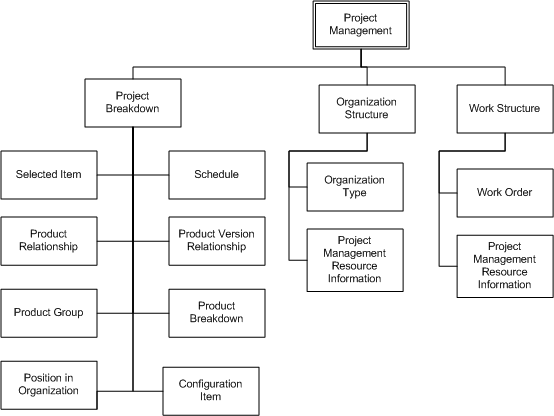 Project
Management
Project
Breakdown
Organization
Structure
Work Structure
Selected Item
Schedule
Organization
Type
Work Order
Product
Relationship
Product Version
Relationship
Project
Management
Resource
Information
Project
Management
Resource
Information
Product Group
Product
Breakdown
Position in
Organization
Configuration
Item